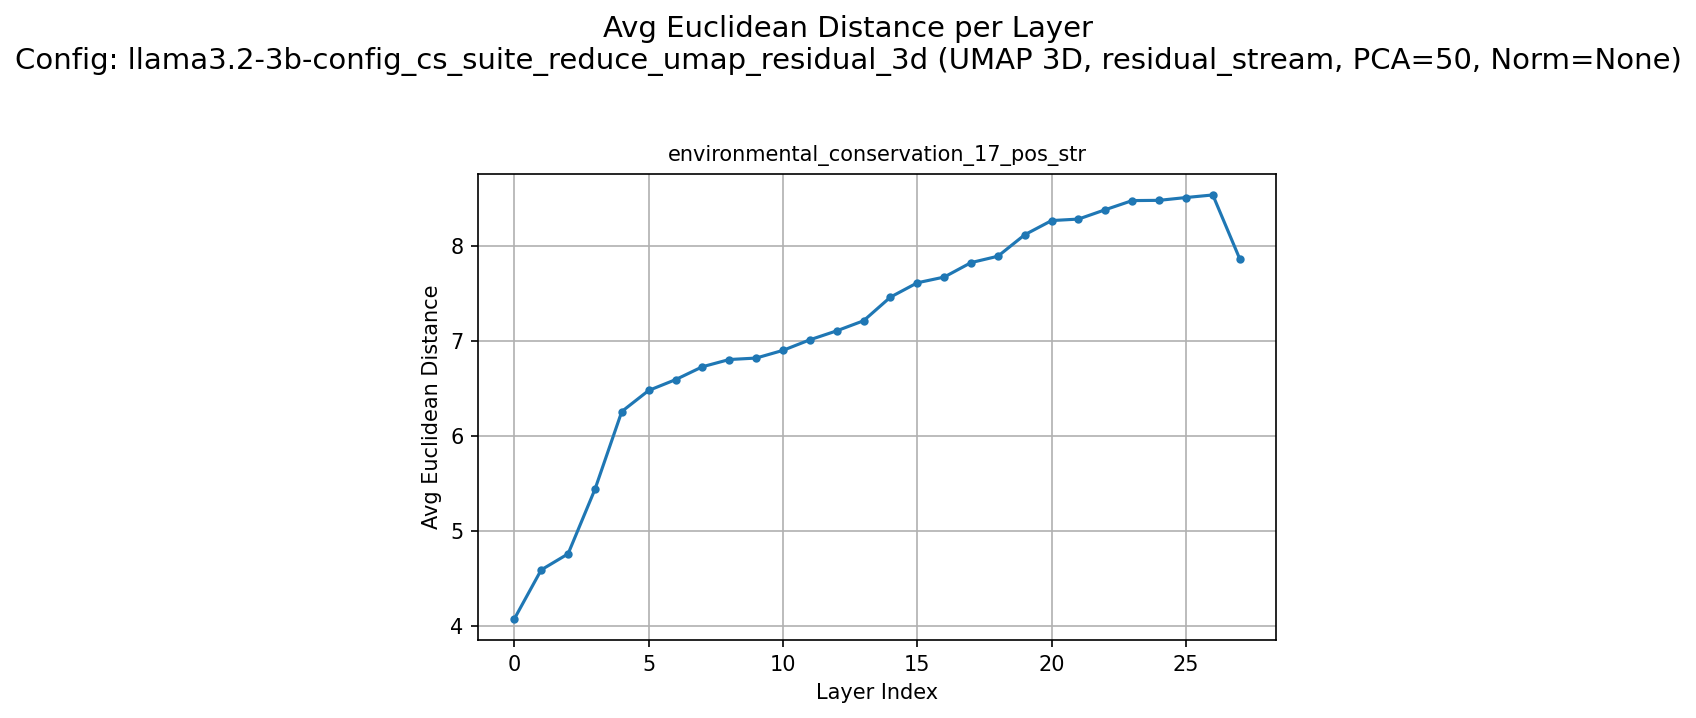 Avg Euclidean Distance per Layer
Config: llama3.2-3b-config_cs_suite_reduce_umap_residual_3d (UMAP 3D, residual_stream, PCA=50, Norm=None)
environmental_conservation_17_pos_str
Avg Euclidean Distance
8
7
6
5
4
0 5 10 15 20 25
Layer Index